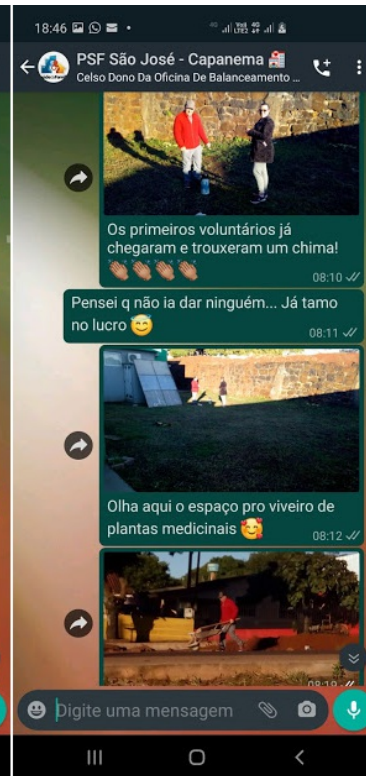 18:46
PSF São José - Capanema
Celso Dono Da Oficina De Balanceamento ...
Os primeiros voluntários já
chegaram e trouxeram um chima!
08:10
Pensei q não ia dar ninguém... Já tamo
no lucro
08:11
Olha aqui o espaço pro viveiro de
plantas medicinais
08:12
Digite uma mensagem